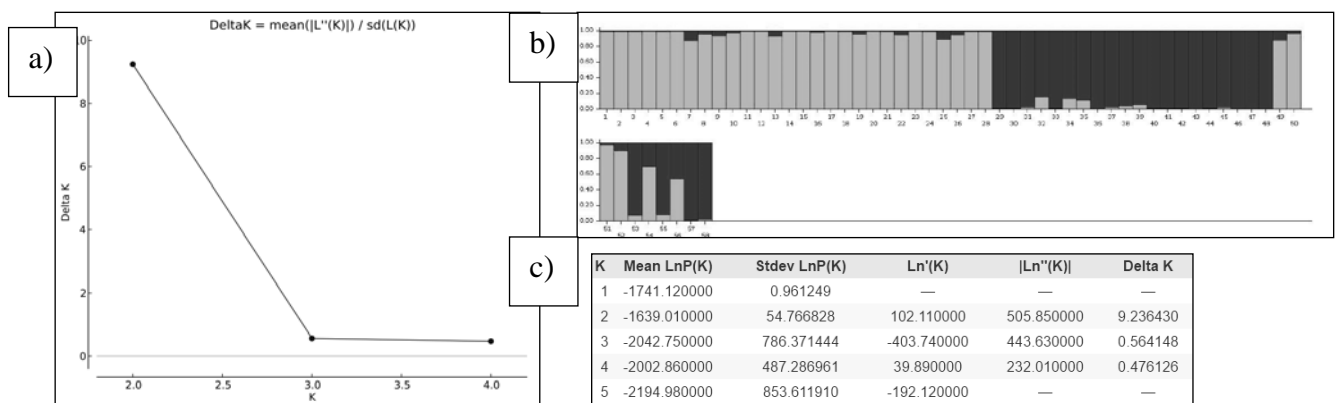 a)
DeltaK = mean(|L''(K)|) / sd(L(K))
10
8
6
4
2
0
Delta K
2.0 2.5 3.0 3.5 4.0
K
b)
1.00
0.80
0.60
0.40
0.20
0.00
1 3 5 7 9 11 13 15 17 19 21 23 25 27 29 31 33 35 37 39 41 43 45 47 49
2 4 6 8 10 12 14 16 18 20 22 24 26 28 30 32 34 36 38 40 42 44 46 48 50
1.00
0.80
0.60
0.40
0.20
0.00
51 53 55 57
52 54 56 58
c)
K Mean LnP(K) Stdev LnP(K) Ln'(K) |Ln''(K)| Delta K
1 -1741.120000 0.961249 — — —
2 -1639.010000 54.766828 102.110000 505.850000 9.236430
3 -2042.750000 786.371444 -403.740000 443.630000 0.564148
4 -2002.860000 487.286961 39.890000 232.010000 0.476126
5 -2194.980000 853.611910 -192.120000 — —